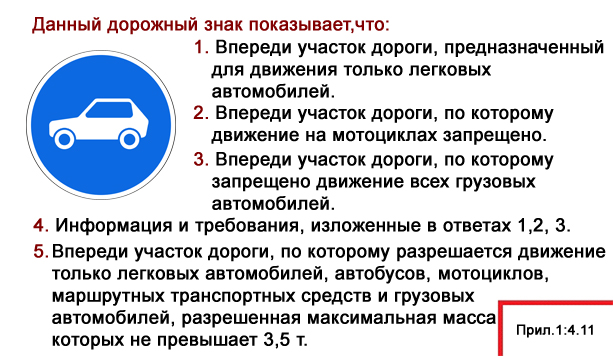 Данный дорожный знак показывает,что:
1. Впереди участок дороги, предназначенный
для движения только легковых
автомобилей.
2. Впереди участок дороги, по которому
движение на мотоциклах запрещено.
3. Впереди участок дороги, по которому
запрещено движение всех грузовых
автомобилей.
4. Информация и требования, изложенные в ответах 1,2, 3.
5. Впереди участок дороги, по которому разрешается движение
только легковых автомобилей, автобусов, мотоциклов,
маршрутных транспортных средств и грузовых
автомобилей, разрешенная максимальная масса
которых не превышает 3,5 т.
Прил.1:4.11